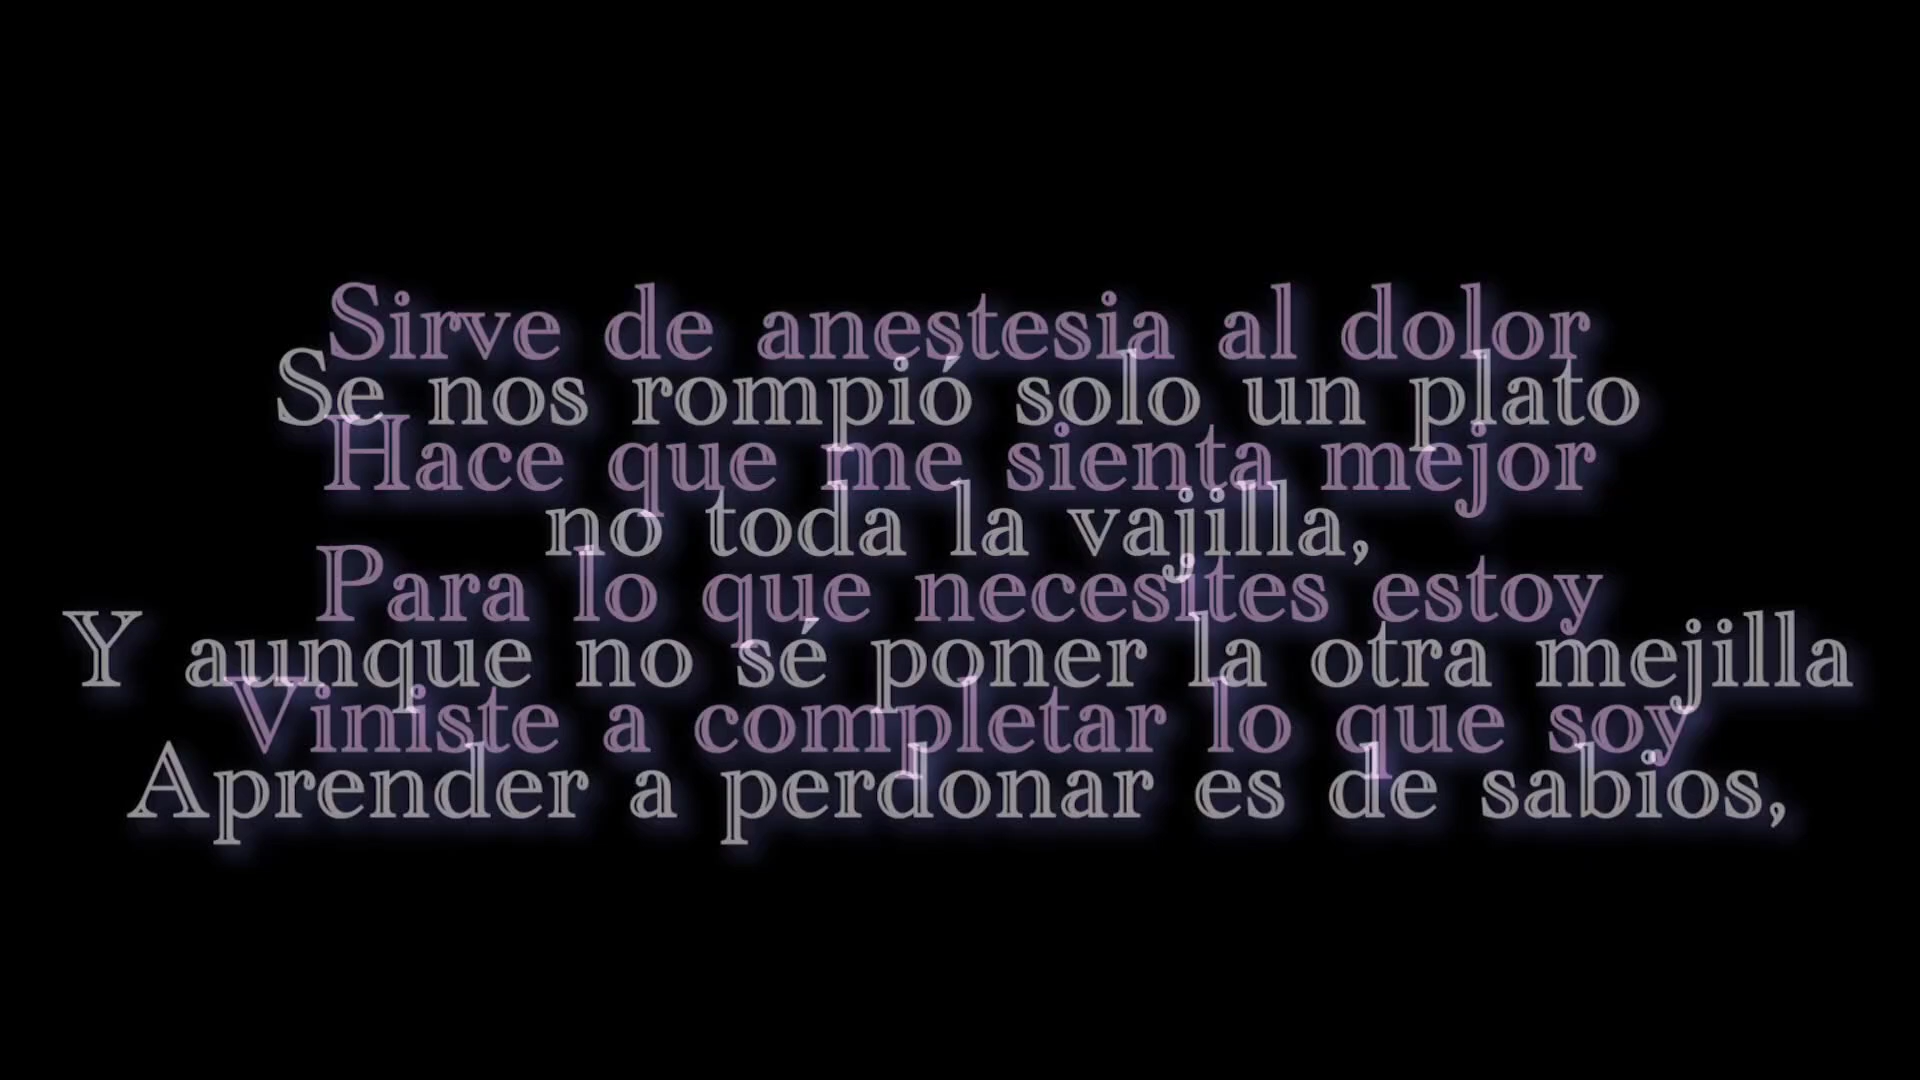 Sirve de anestesia al dolor
Se nos rompió solo un plato
Hace que me sienta mejor
no toda la vajilla,
Para lo que necesites estoy
Y aunque no sé poner la otra mejilla
Viniste a completar lo que soy
Aprender a perdonar es de sabios,